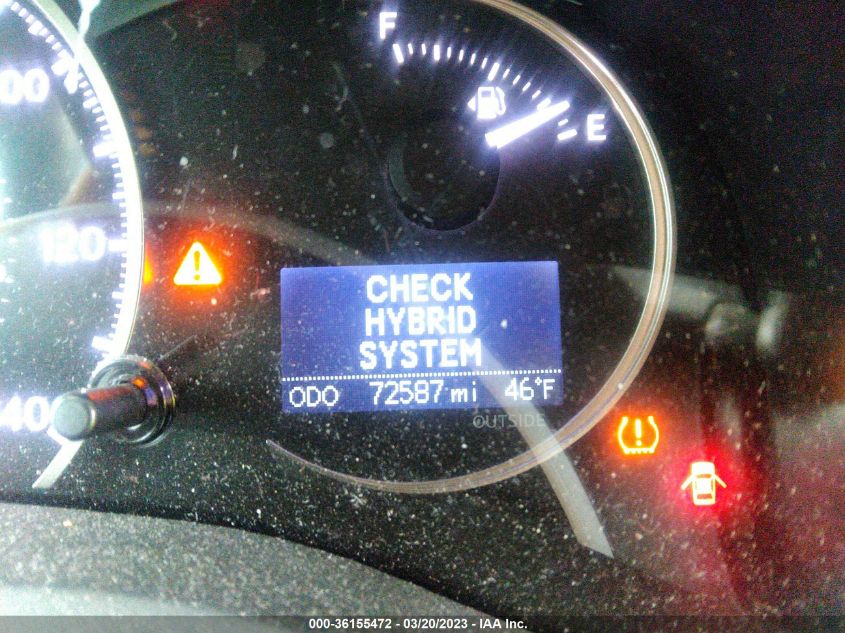 F
E
120
CHECK
HYBRID
SYSTEM
ODO 72587 mi 46°F
OUTSIDE
000-36155472 - 03/20/2023 - IAA Inc.